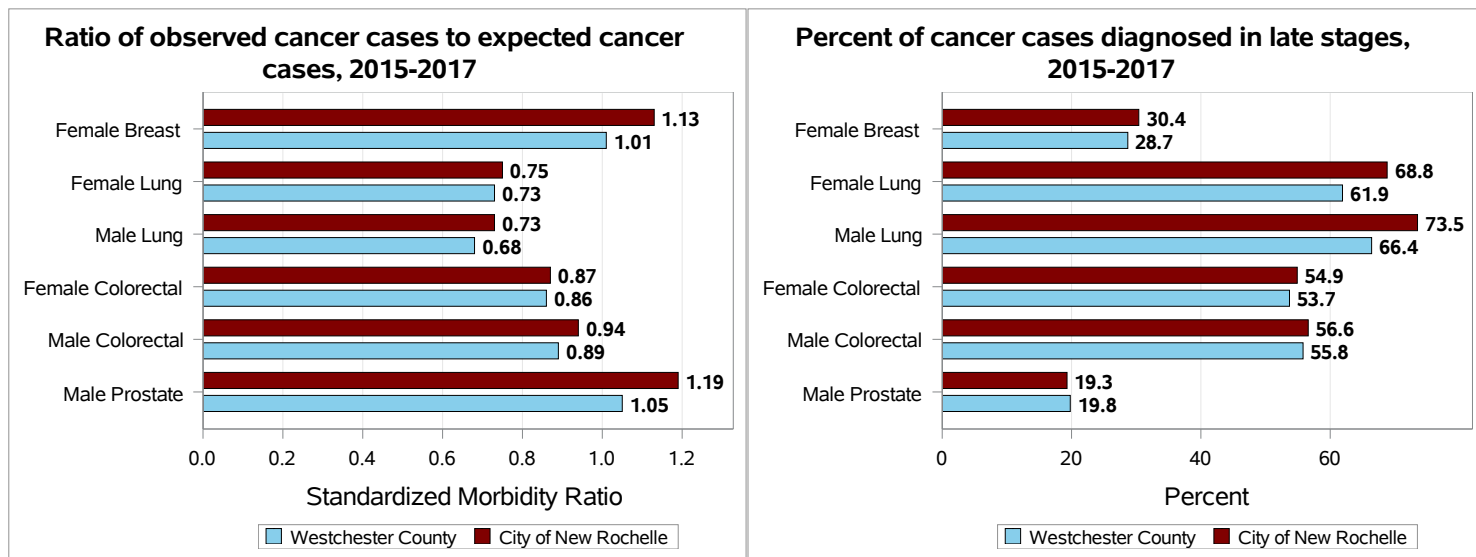 Ratio of observed cancer cases to expected cancer
cases, 2015-2017
Female Breast
1.13
1.01
Female Lung
0.75
0.73
Male Lung
0.73
0.68
Female Colorectal
0.87
0.86
Male Colorectal
0.94
0.89
Male Prostate
1.19
1.05
0.0 0.2 0.4 0.6 0.8 1.0 1.2
Standardized Morbidity Ratio
Westchester County City of New Rochelle
Percent of cancer cases diagnosed in late stages,
2015-2017
Female Breast
30.4
28.7
Female Lung
68.8
61.9
Male Lung
73.5
66.4
Female Colorectal
54.9
53.7
Male Colorectal
56.6
55.8
Male Prostate
19.3
19.8
0 20 40 60
Percent
Westchester County City of New Rochelle